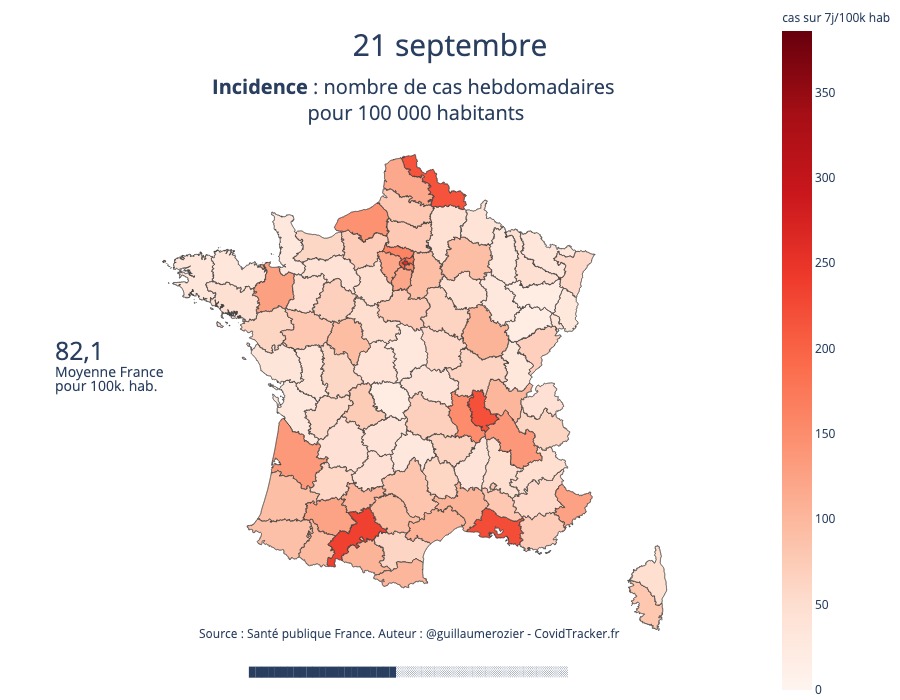 cas sur 7j/100k hab
21 septembre
Incidence : nombre de cas hebdomadaires
pour 100 000 habitants
350
300
250
200
150
100
50
0
82,1
Moyenne France
pour 100k. hab.
Source : Santé publique France. Auteur : @guillaumerozier - CovidTracker.fr